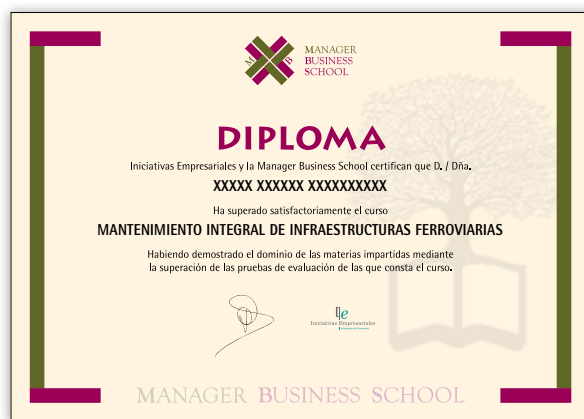 M B
MANAGER
BUSINESS
SCHOOL
DIPLOMA
Iniciativas Empresariales y la Manager Business School certifican que D. / Dña.
XXXXX XXXXXX XXXXXXXXXX
Ha superado satisfactoriamente el curso
MANTENIMIENTO INTEGRAL DE INFRAESTRUCTURAS FERROVIARIAS
Habiendo demostrado el dominio de las materias impartidas mediante
la superación de las pruebas de evaluación de las que consta el curso.
Ie
Iniciativas Empresariales
MANAGER BUSINESS SCHOOL